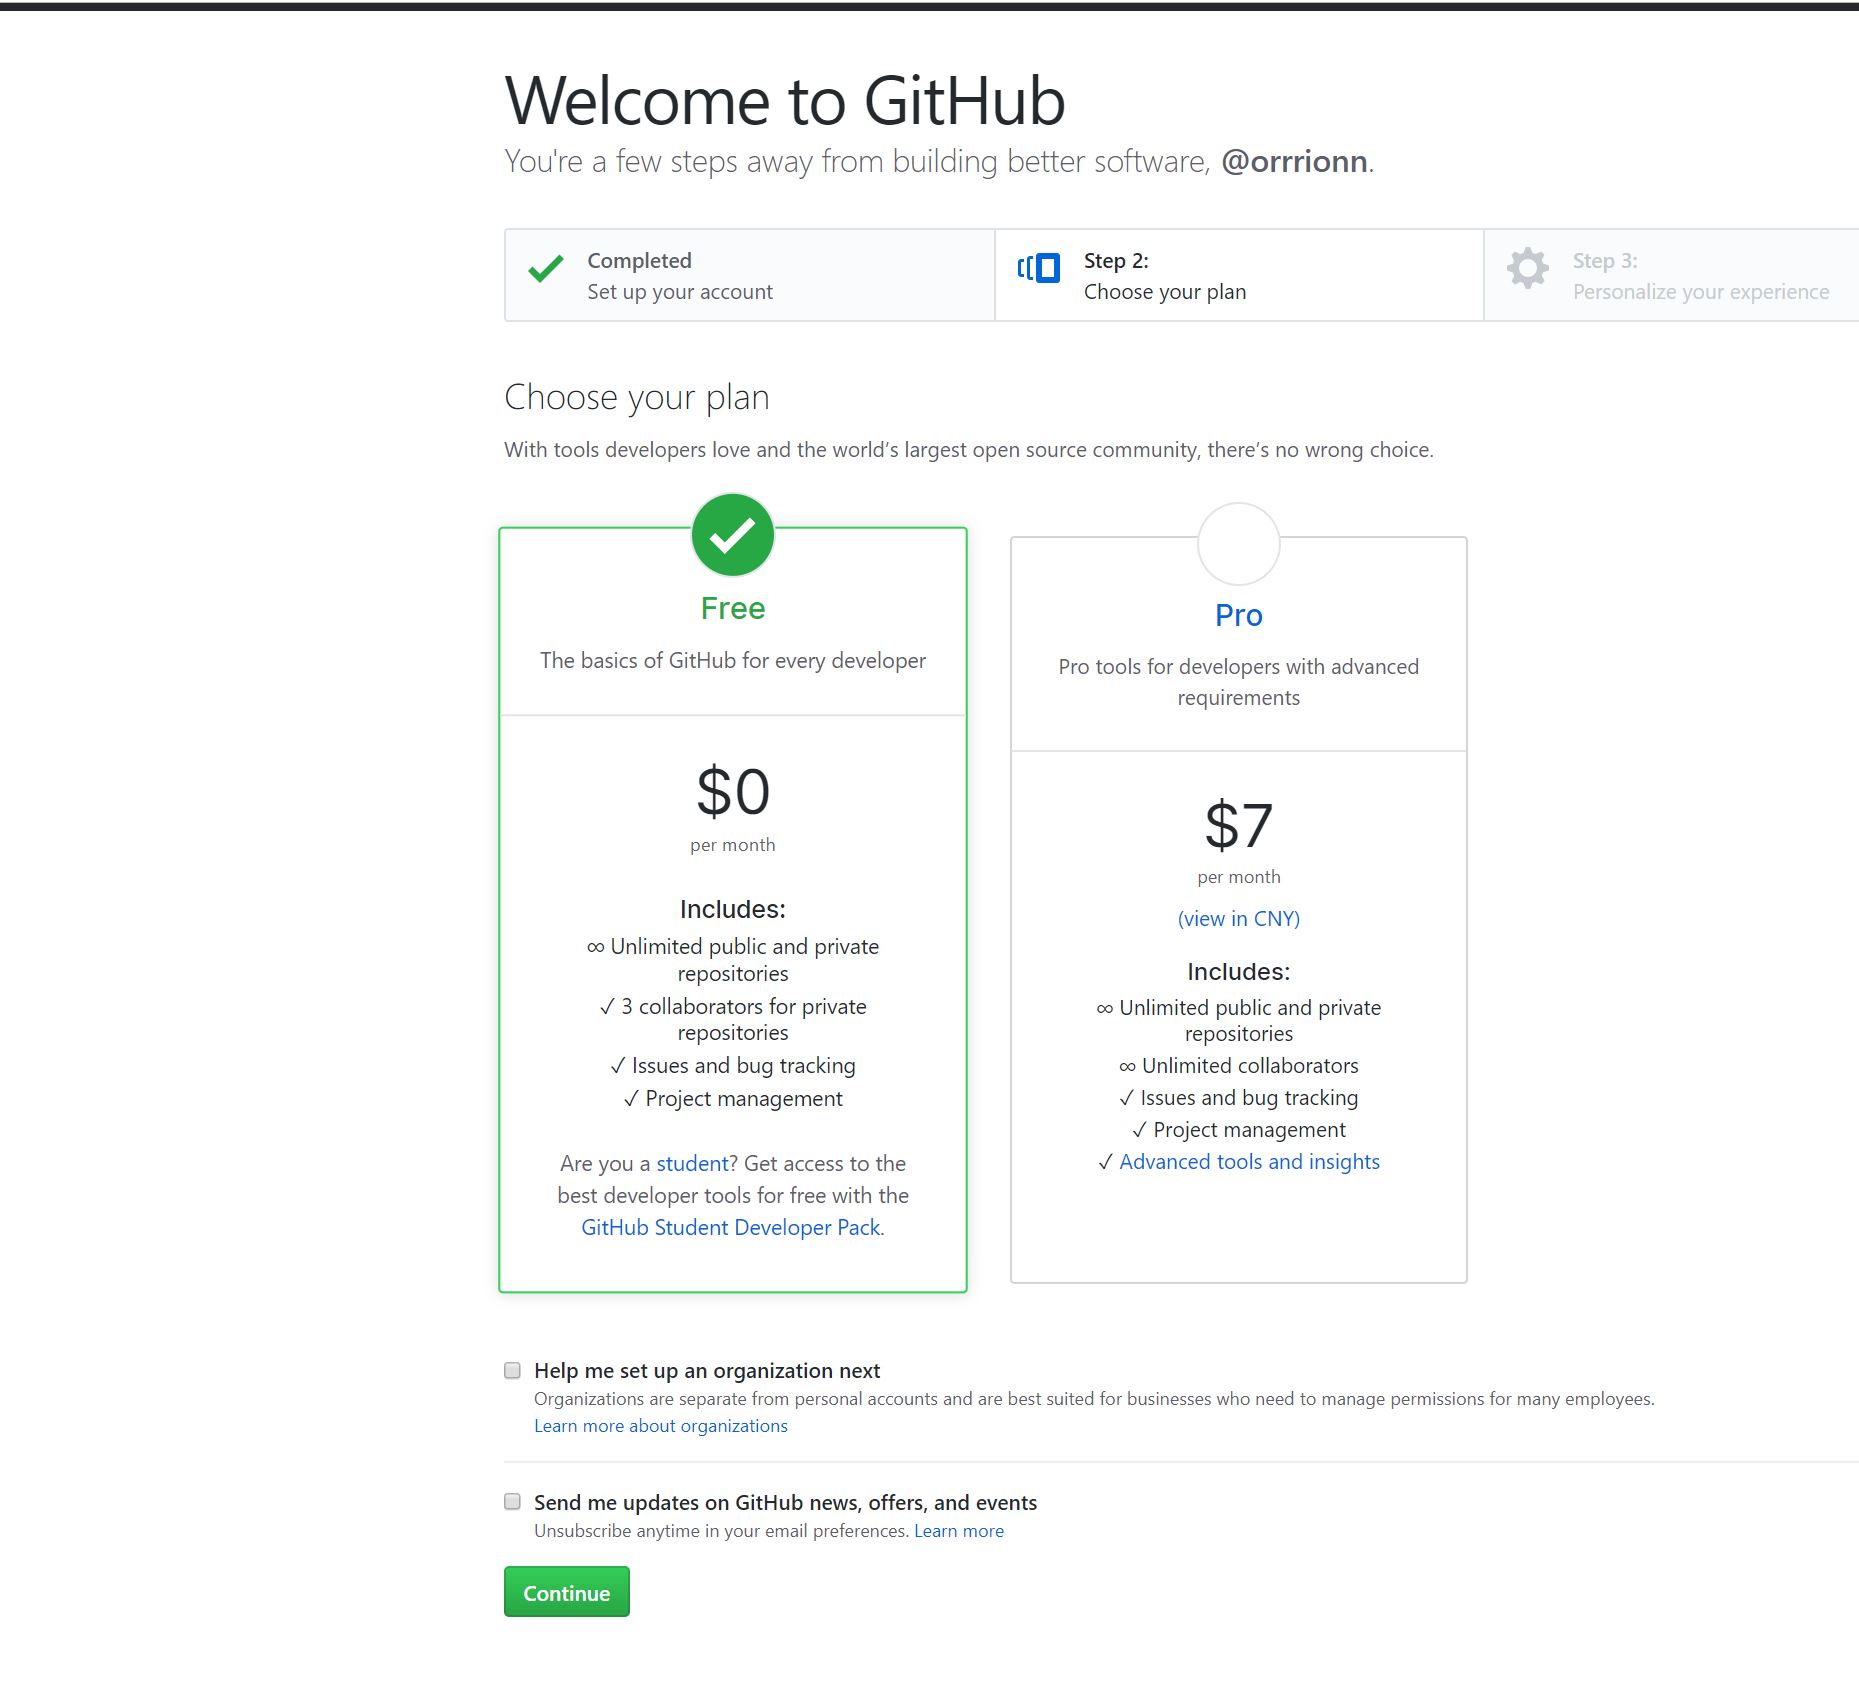 Welcome to GitHub
You're a few steps away from building better software, @orrrionn.
Completed
Set up your account
Step 2:
Choose your plan
Step 3:
Personalize your experience
Choose your plan
With tools developers love and the world’s largest open source community, there’s no wrong choice.
Free
The basics of GitHub for every developer
$0
per month
Includes:
∞ Unlimited public and private
repositories
✓ 3 collaborators for private
repositories
✓ Issues and bug tracking
✓ Project management
Are you a student? Get access to the
best developer tools for free with the
GitHub Student Developer Pack.
Pro
Pro tools for developers with advanced
requirements
$7
per month
(view in CNY)
Includes:
∞ Unlimited public and private
repositories
∞ Unlimited collaborators
✓ Issues and bug tracking
✓ Project management
✓ Advanced tools and insights
Help me set up an organization next
Organizations are separate from personal accounts and are best suited for businesses who need to manage permissions for many employees.
Learn more about organizations
Send me updates on GitHub news, offers, and events
Unsubscribe anytime in your email preferences. Learn more
Continue